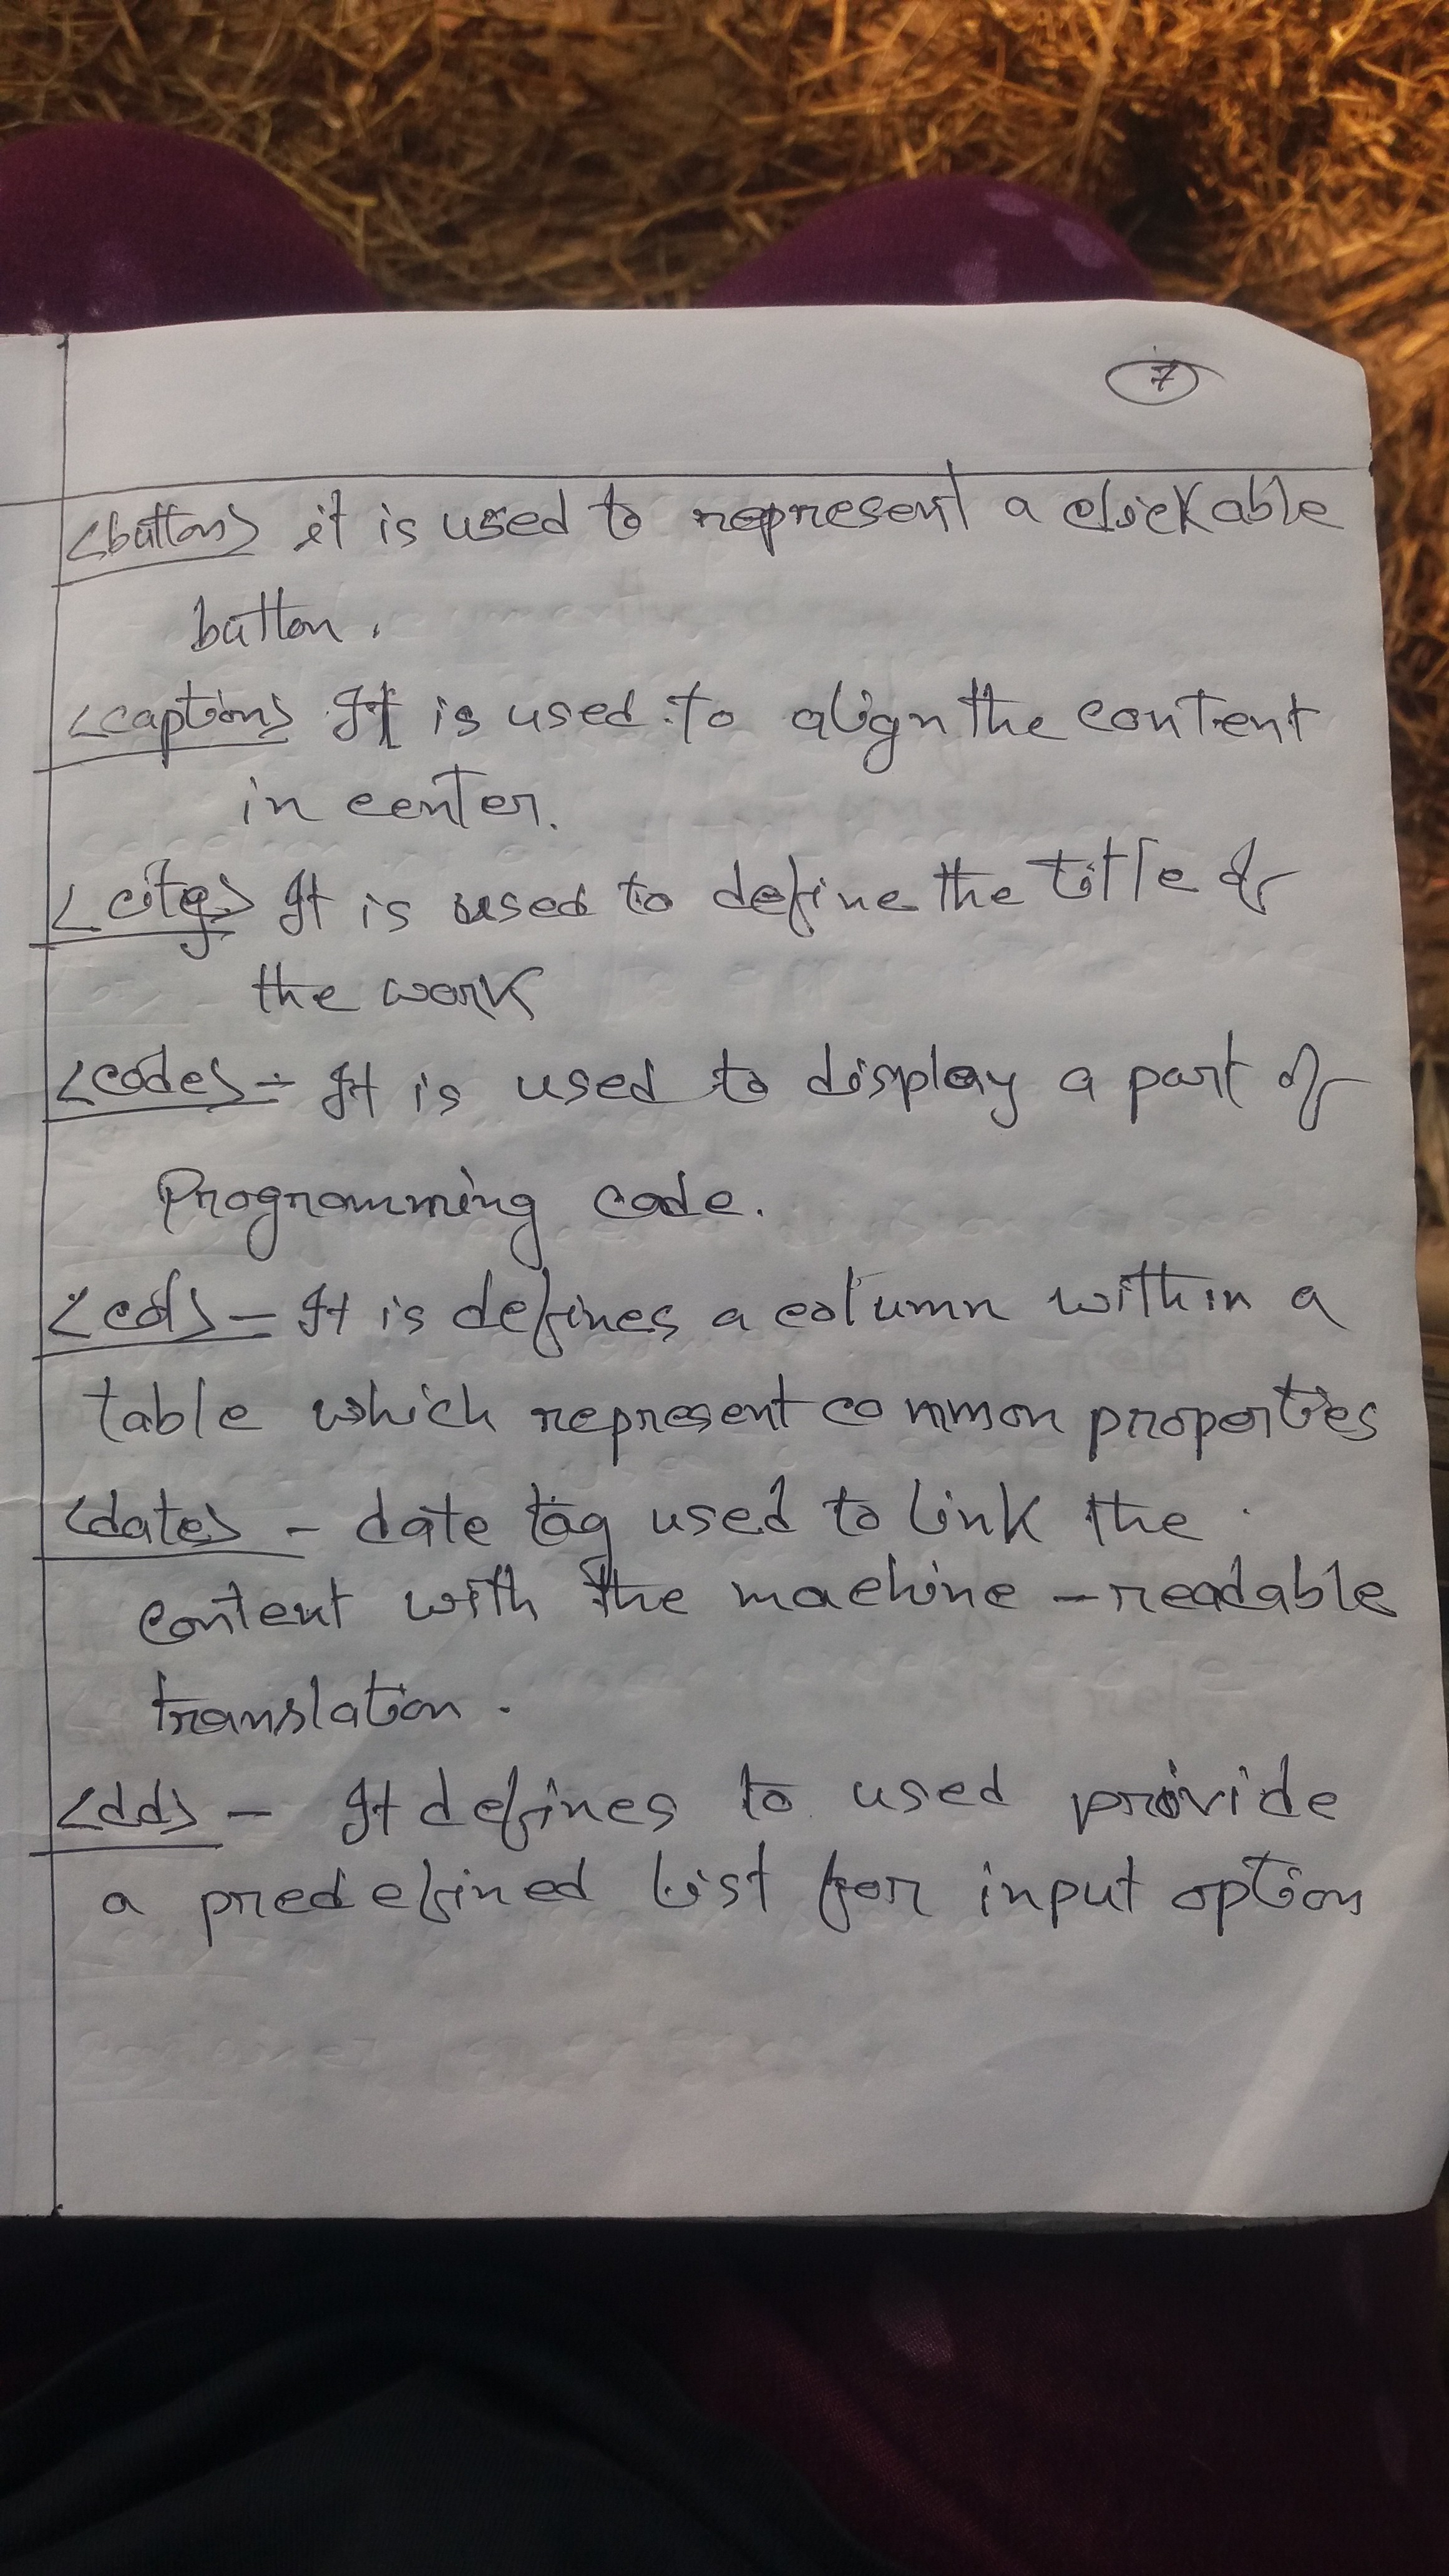 7
<button> it is used to represent a clickable
button.
<caption> It is used to align the content
in center.
<cite> It is used to define the title of
the work
<code> - It is used to display a part of
Programming code.
<col> - It is defines a column within a
table which represent common properties
<date> - date tag used to link the
content with the machine - readable
translation.
<dd> - It defines to used provide
a predefined list for input option